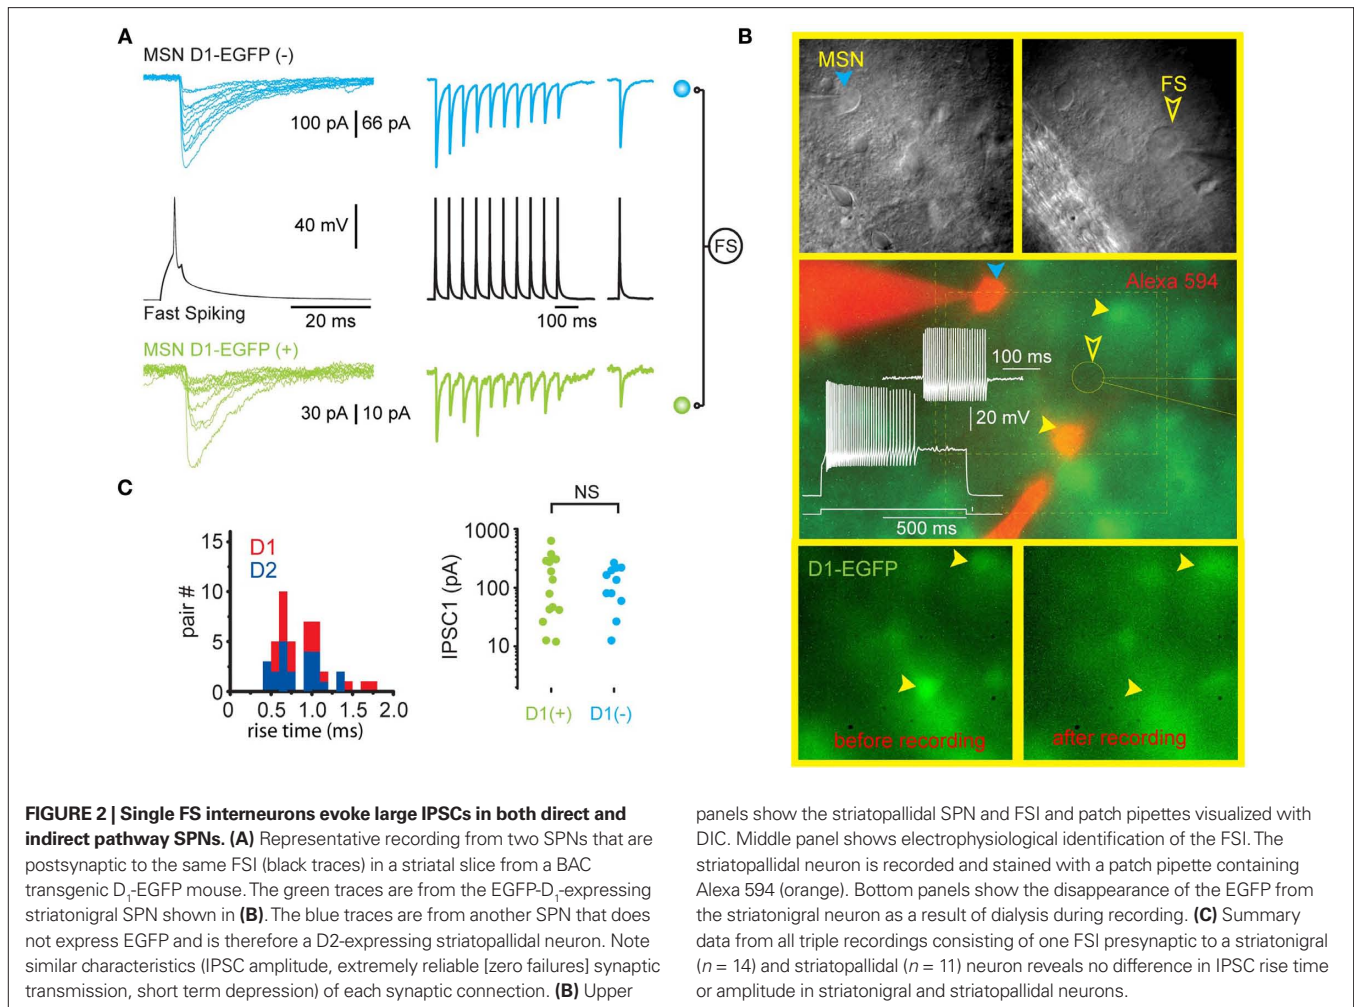 A
MSN D1-EGFP (-)
100 pA | 66 pA
40 mV
FS
Fast Spiking
20 ms
100 ms
MSN D1-EGFP (+)
30 pA | 10 pA
B
MSN
FS
Alexa 594
100 ms
20 mV
500 ms
D1-EGFP
before recording
after recording
C
15
10
5
0
pair #
D1
D2
0 0.5 1.0 1.5 2.0
rise time (ms)
NS
1000
100
10
IPSC1 (pA)
D1(+) D1(-)
FIGURE 2 | Single FS interneurons evoke large IPSCs in both direct and
indirect pathway SPNs. (A) Representative recording from two SPNs that are
postsynaptic to the same FSI (black traces) in a striatal slice from a BAC
transgenic D₁-EGFP mouse. The green traces are from the EGFP-D₁-expressing
striatonigral SPN shown in (B). The blue traces are from another SPN that does
not express EGFP and is therefore a D2-expressing striatopallidal neuron. Note
similar characteristics (IPSC amplitude, extremely reliable [zero failures] synaptic
transmission, short term depression) of each synaptic connection. (B) Upper
panels show the striatopallidal SPN and FSI and patch pipettes visualized with
DIC. Middle panel shows electrophysiological identification of the FSI. The
striatopallidal neuron is recorded and stained with a patch pipette containing
Alexa 594 (orange). Bottom panels show the disappearance of the EGFP from
the striatonigral neuron as a result of dialysis during recording. (C) Summary
data from all triple recordings consisting of one FSI presynaptic to a striatonigral
(n = 14) and striatopallidal (n = 11) neuron reveals no difference in IPSC rise time
or amplitude in striatonigral and striatopallidal neurons.